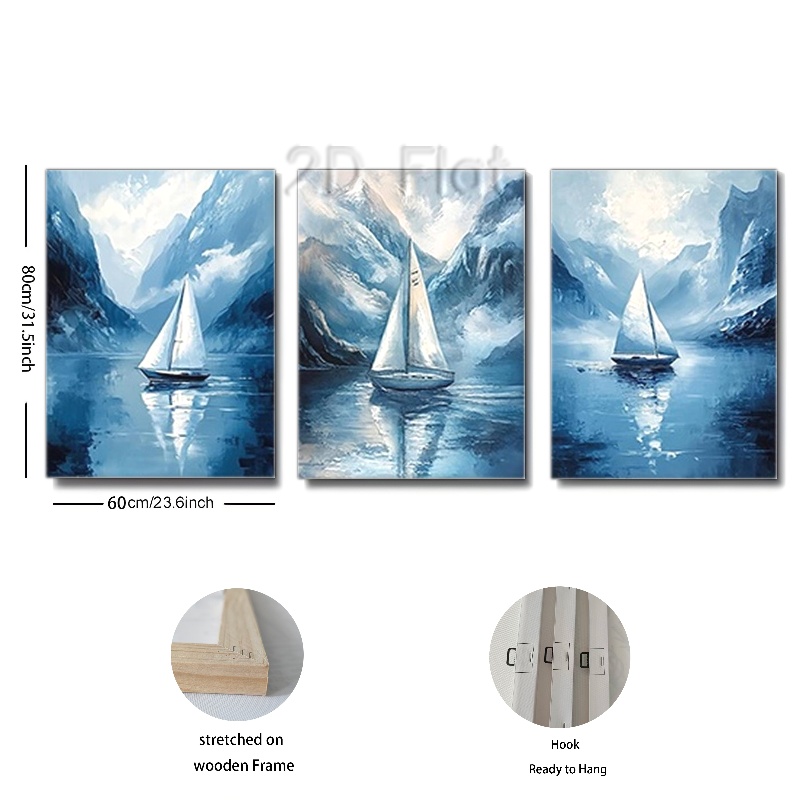 2D Flat
80cm/31.5inch
60cm/23.6inch
stretched on
wooden Frame
Hook
Ready to Hang